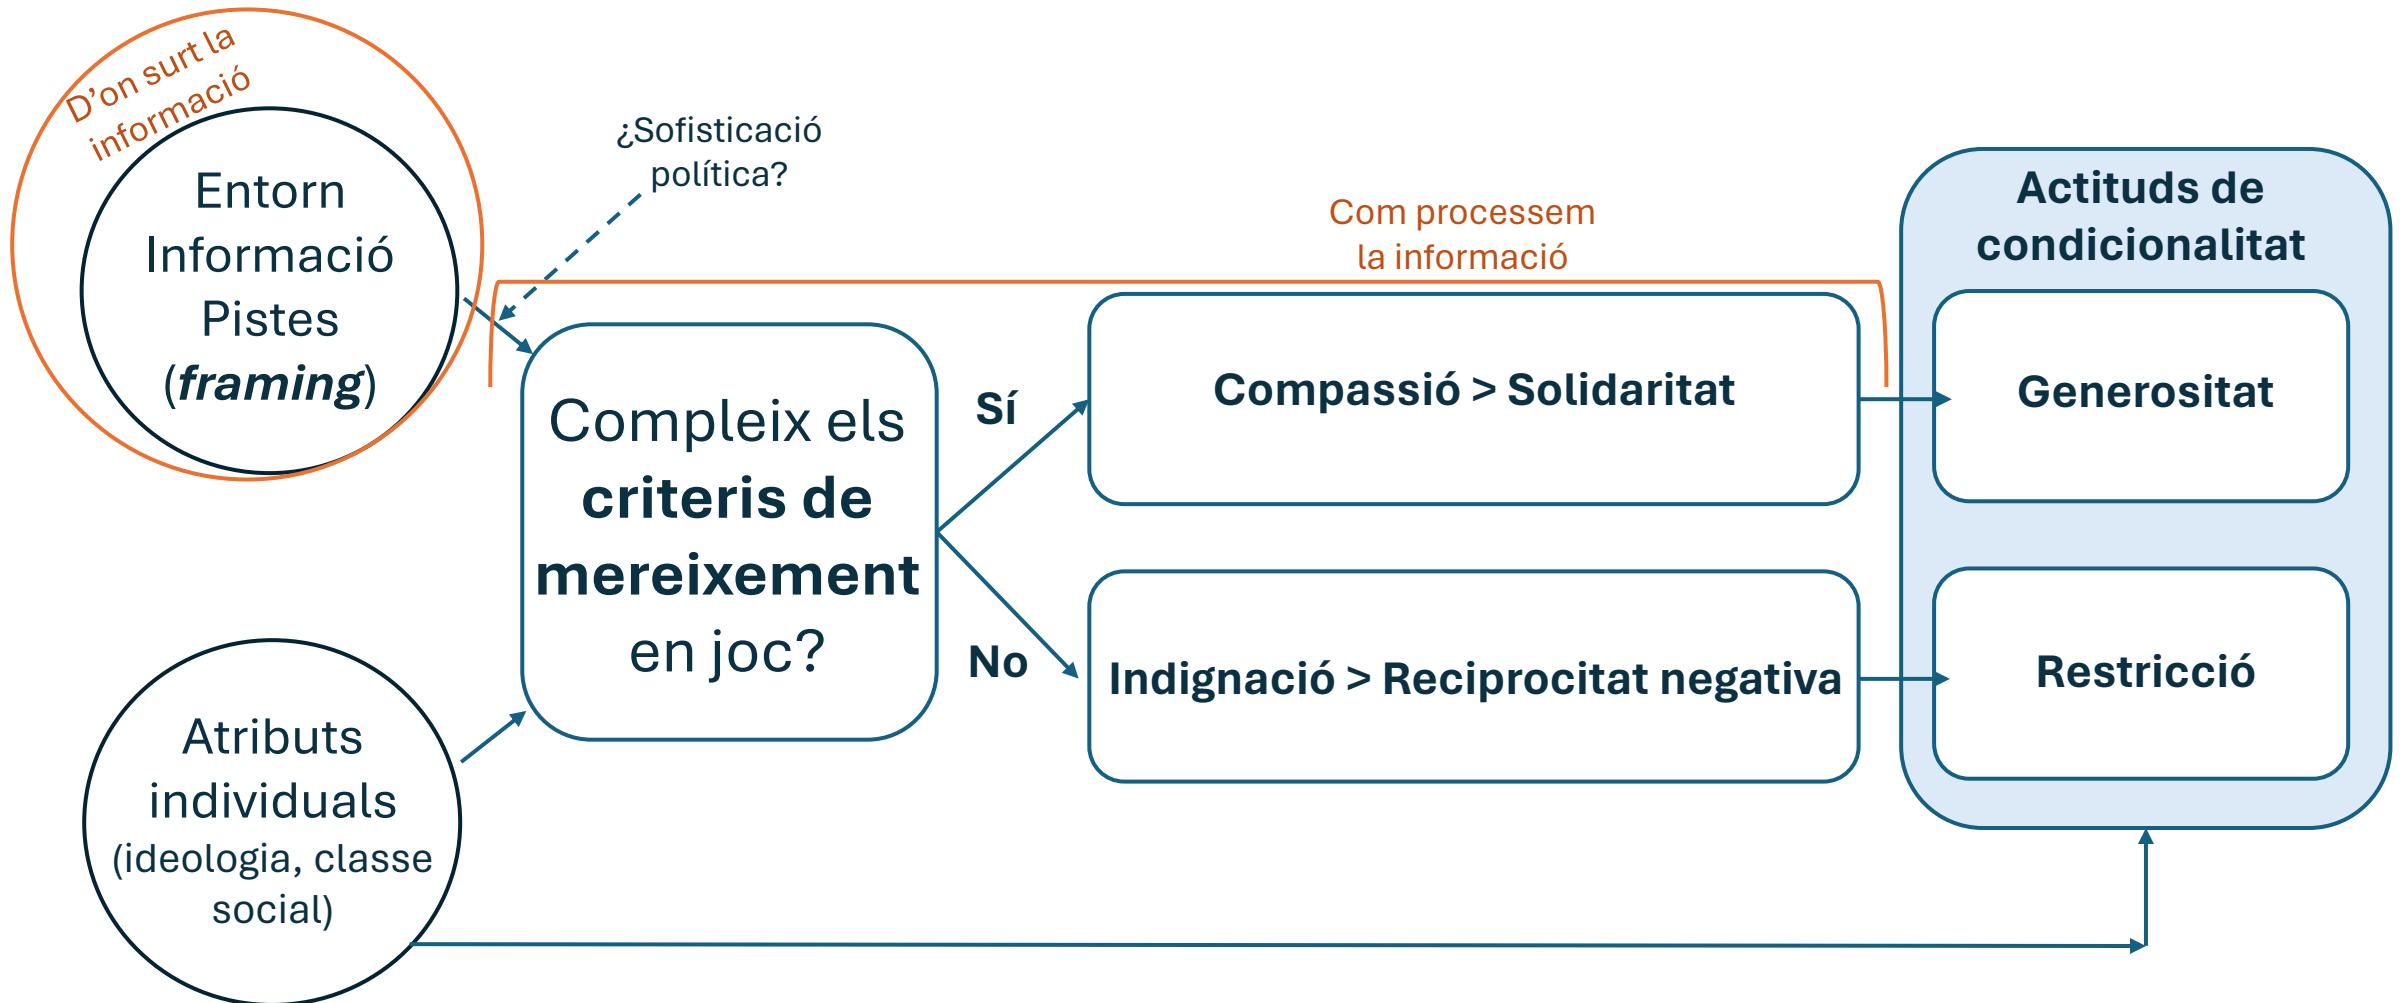 D’on surt la
informació
Entorn
Informació
Pistes
(framing)
¿Sofisticació
política?
Com processem
la informació
Compleix els
criteris de
mereixement
en joc?
Sí
No
Compassió > Solidaritat
Indignació > Reciprocitat negativa
Actituds de
condicionalitat
Generositat
Restricció
Atributs
individuals
(ideologia, classe
social)